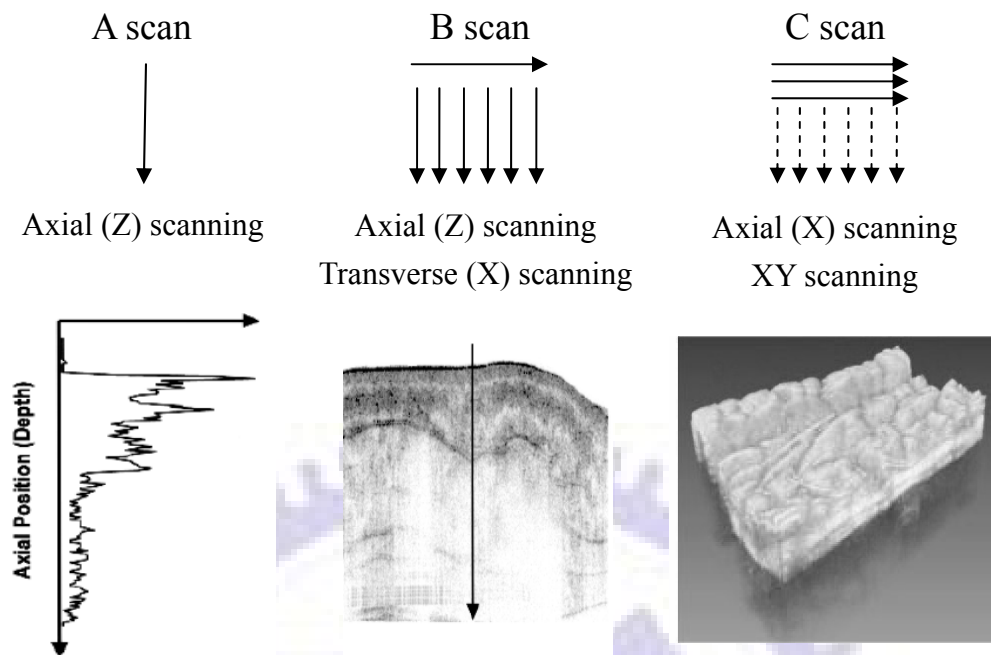 A scan
B scan
C scan
Axial (Z) scanning
Axial (Z) scanning
Transverse (X) scanning
Axial (X) scanning
XY scanning
Axial Position (Depth)